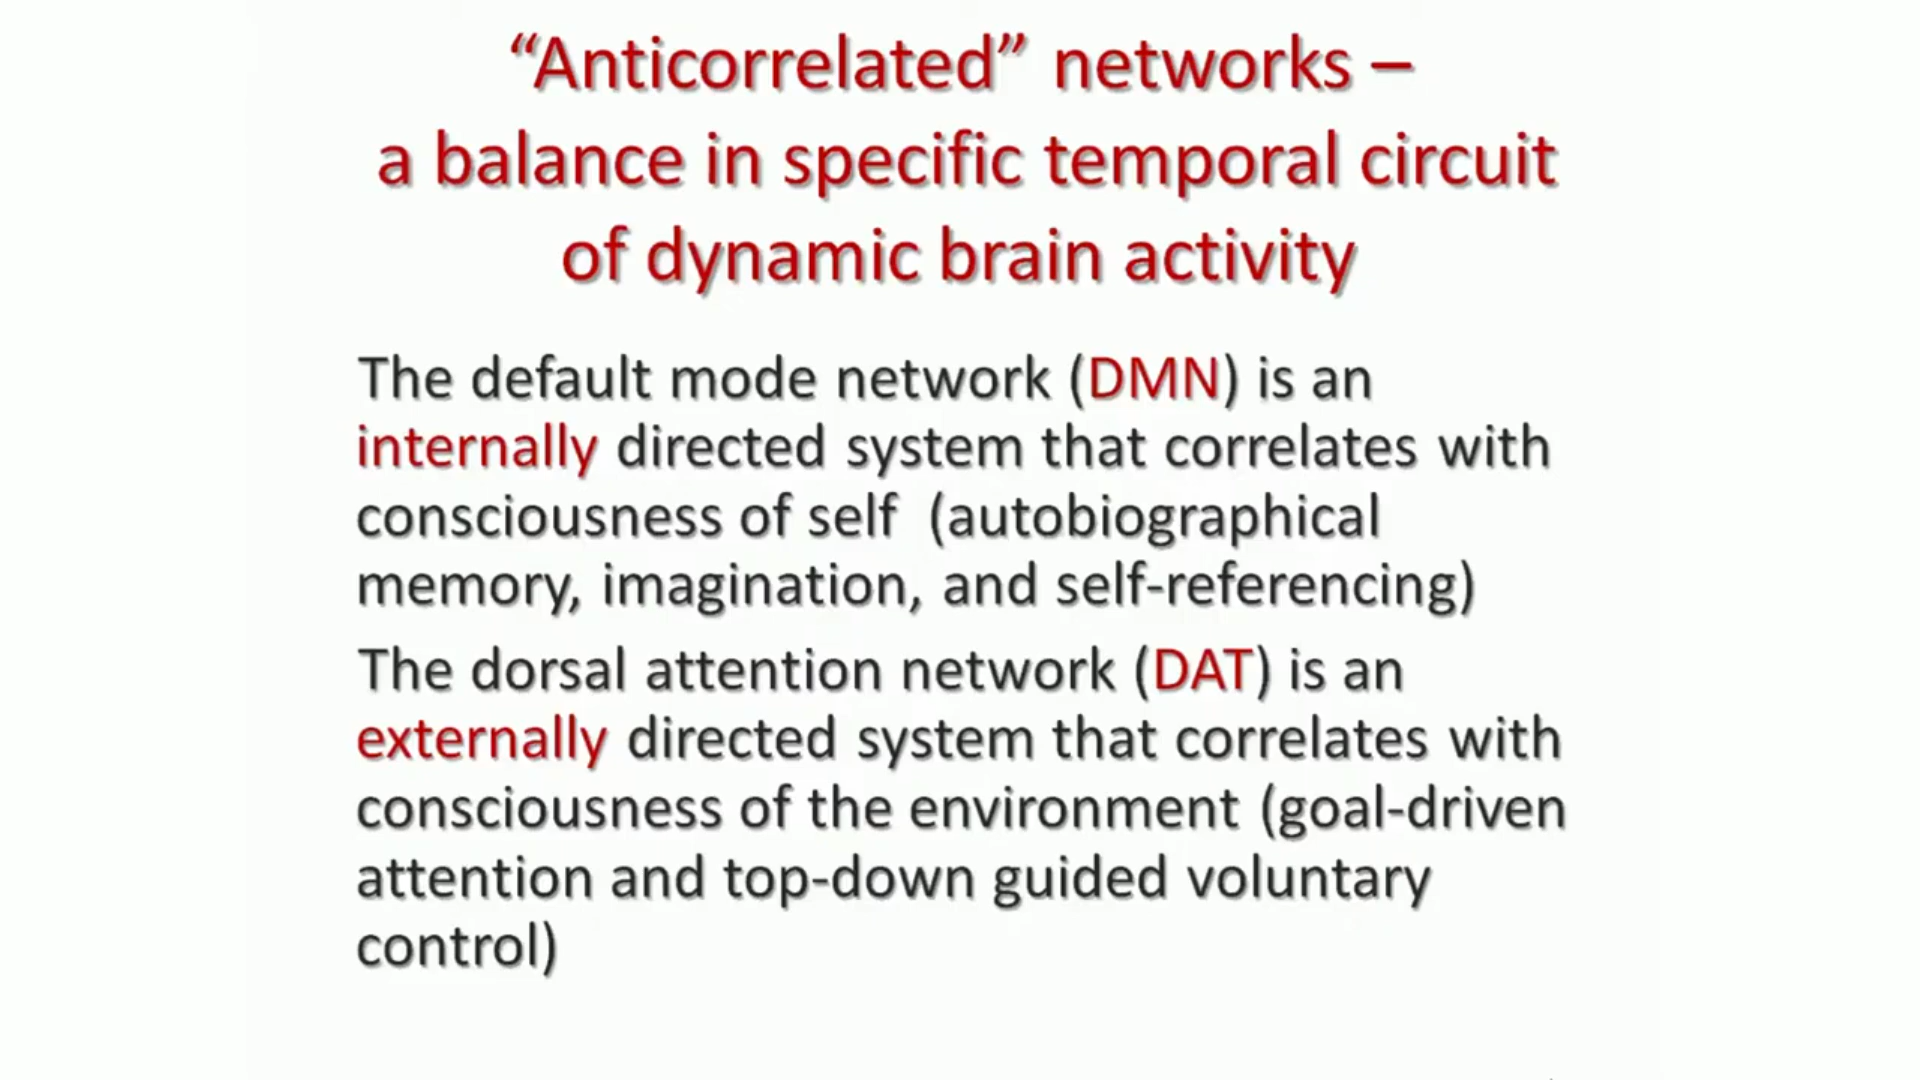 “Anticorrelated” networks –
a balance in specific temporal circuit
of dynamic brain activity
The default mode network (DMN) is an
internally directed system that correlates with
consciousness of self (autobiographical
memory, imagination, and self-referencing)
The dorsal attention network (DAT) is an
externally directed system that correlates with
consciousness of the environment (goal-driven
attention and top-down guided voluntary
control)